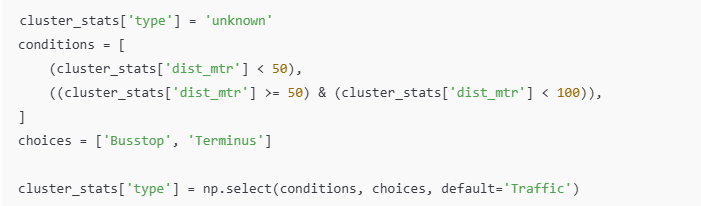 cluster_stats['type'] = 'unknown'
conditions = [
    (cluster_stats['dist_mtr'] < 50),
    ((cluster_stats['dist_mtr'] >= 50) & (cluster_stats['dist_mtr'] < 100)),
]
choices = ['Busstop', 'Terminus']
cluster_stats['type'] = np.select(conditions, choices, default='Traffic')